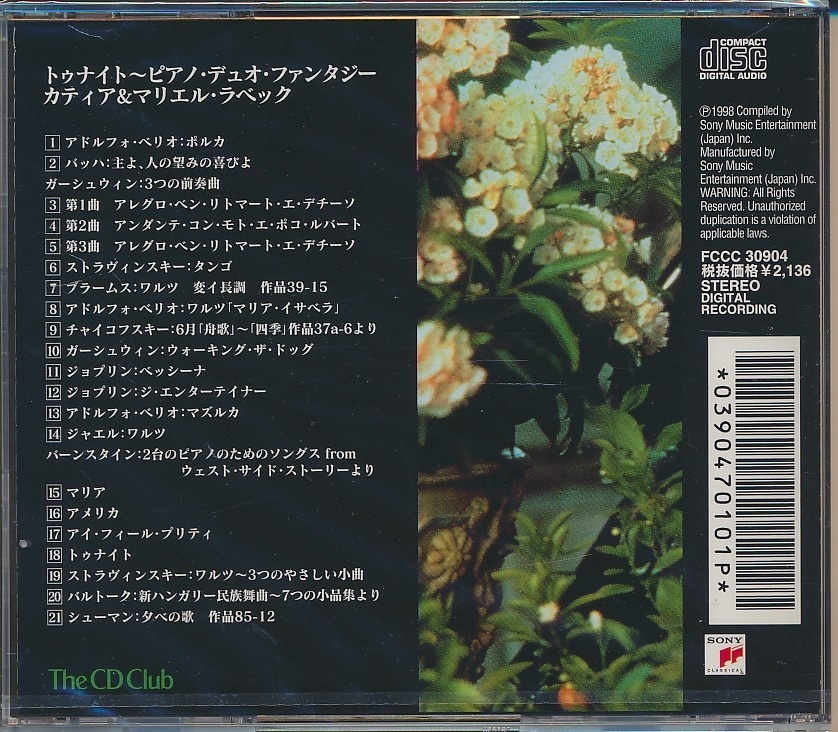 トゥナイト〜ピアノ・デュオ・ファンタジー
カティア&マリエル・ラベック
1 アドルフォ・ベリオ:ポルカ
2 バッハ:主よ、人の望みの喜びよ
ガーシュウィン:3つの前奏曲
3 第1曲 アレグロ・ベン・リトマート・エ・デチーソ
4 第2曲 アンダンテ・コン・モト・エ・ポコ・ルバート
5 第3曲 アレグロ・ベン・リトマート・エ・デチーソ
6 ストラヴィンスキー:タンゴ
7 ブラームス:ワルツ 変イ長調 作品39-15
8 アドルフォ・ベリオ:ワルツ「マリア・イサベラ」
9 チャイコフスキー:6月「舟歌」〜「四季」作品37a-6より
10 ガーシュウィン:ウォーキング・ザ・ドッグ
11 ジョプリン:ベッシーナ
12 ジョプリン:ジ・エンターテイナー
13 アドルフォ・ベリオ:マズルカ
14 ジャエル:ワルツ
バーンスタイン:2台のピアノのためのソングス from
ウェスト・サイド・ストーリーより
15 マリア
16 アメリカ
17 アイ・フィール・プリティ
18 トゥナイト
19 ストラヴィンスキー:ワルツ〜3つのやさしい小曲
20 バルトーク:新ハンガリー民族舞曲〜7つの小品集より
21 シューマン:夕べの歌 作品85-12
The CD Club
COMPACT
disc
DIGITAL AUDIO
℗1998 Compiled by
Sony Music Entertainment
(Japan) Inc.
Manufactured by
Sony Music
Entertainment (Japan) Inc.
WARNING: All Rights
Reserved. Unauthorized
duplication is a violation of
applicable laws.
FCCC 30904
税抜価格¥2,136
STEREO
DIGITAL
RECORDING
*0390470101P*
SONY
CLASSICAL